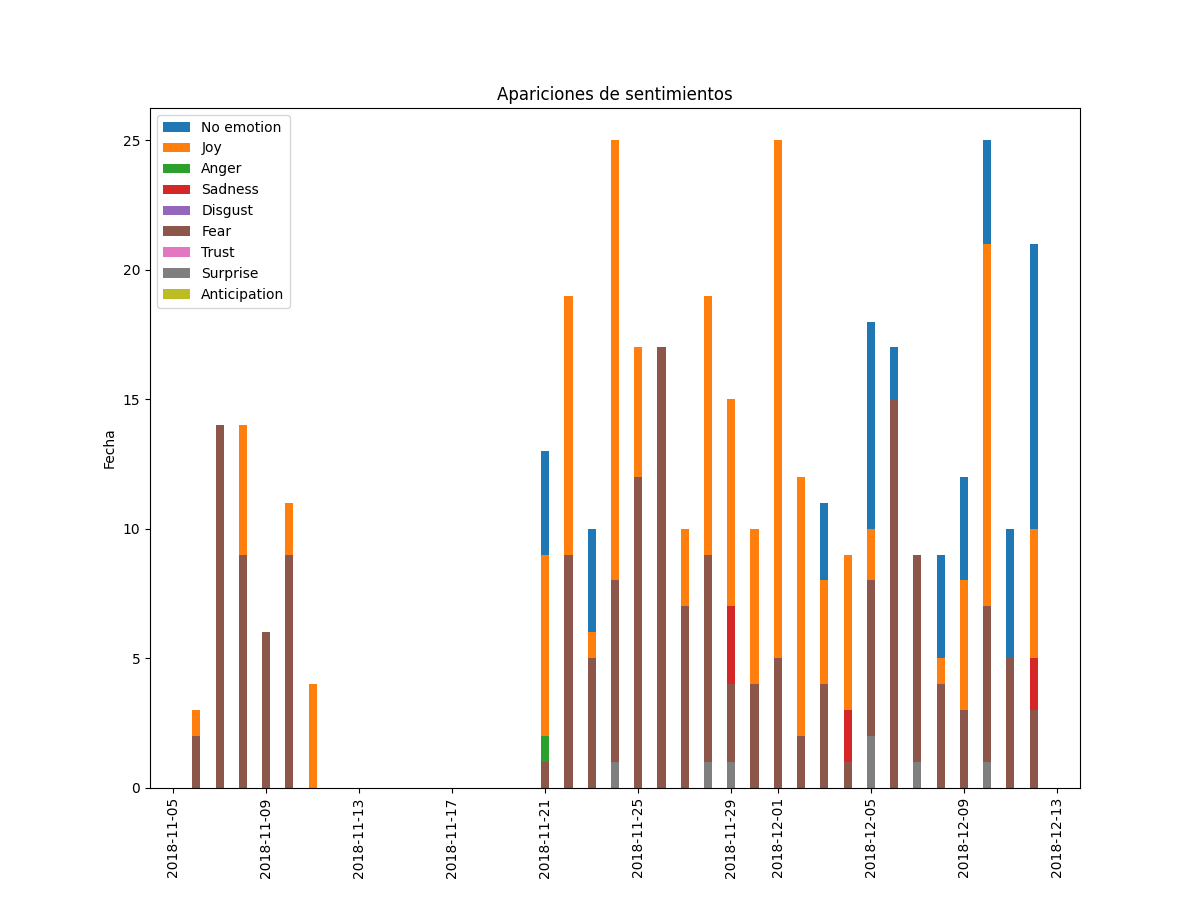 Apariciones de sentimientos
No emotion
Joy
Anger
Sadness
Disgust
Fear
Trust
Surprise
Anticipation
25
20
15
10
5
0
Fecha
2018-11-05
2018-11-09
2018-11-13
2018-11-17
2018-11-21
2018-11-25
2018-11-29
2018-12-01
2018-12-05
2018-12-09
2018-12-13